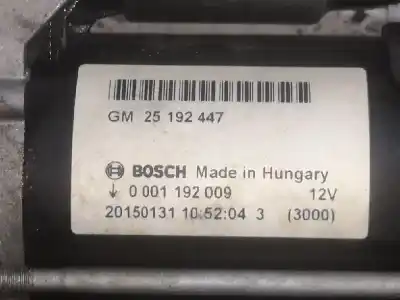 GM 25 192 447
BOSCH Made in Hungary
↓ 0 001 192 009 12V
20150131 10:52:04 3 (3000)